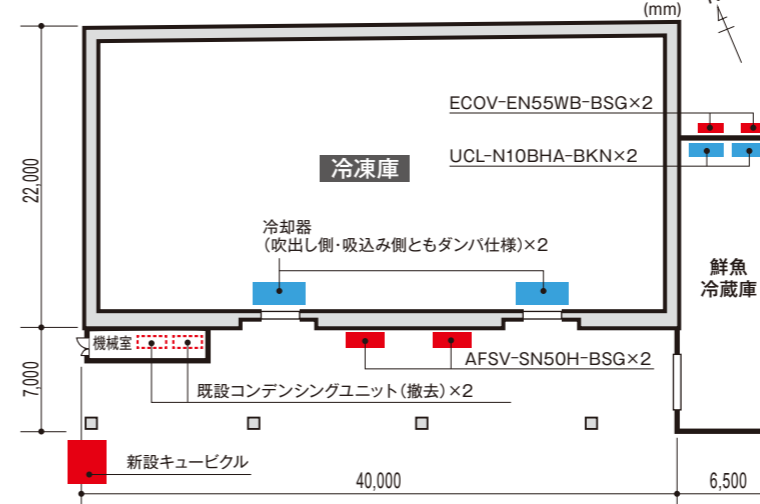 (mm)
ECOV-EN55WB-BSG×2
UCL-N10BHA-BKN×2
冷凍庫
22,000
冷却器
(吹出し側・吸込み側ともダンパ仕様)×2
鮮魚
冷蔵庫
機械室
AFSV-SN50H-BSG×2
7,000
既設コンデンシングユニット(撤去)×2
新設キュービクル
40,000
6,500